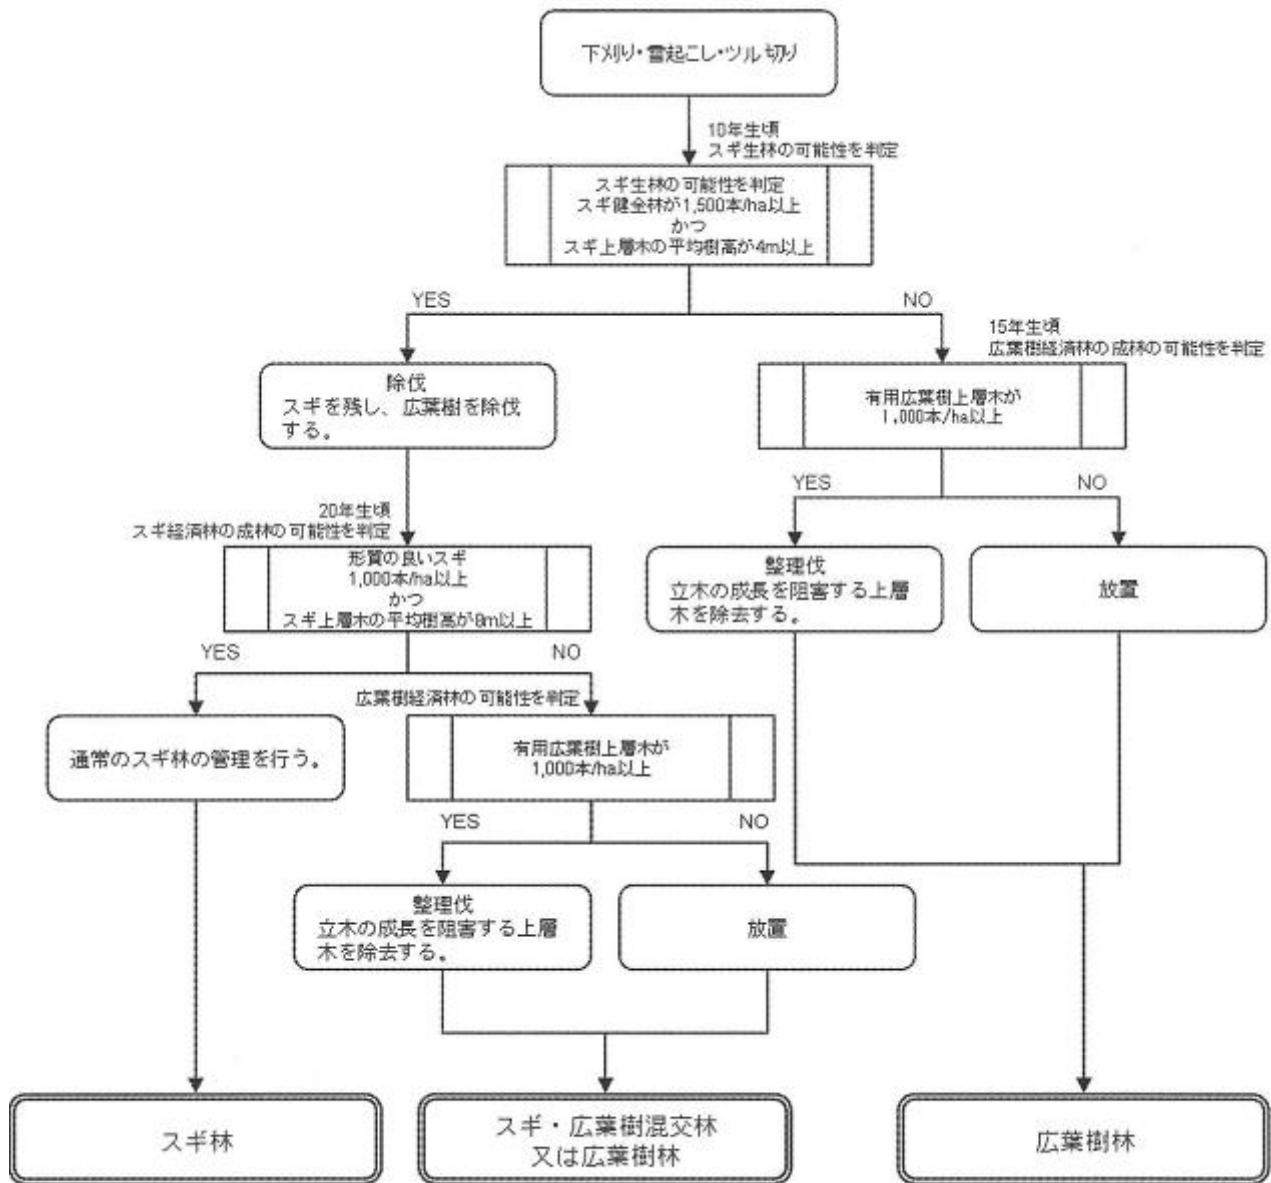 下刈り・雪起こし・ツル切り
10年生頃
スギ生林の可能性を判定
スギ生林の可能性を判定
スギ健全林が1,500本/ha以上
かつ
スギ上層木の平均樹高が4m以上
YES
NO
15年生頃
広葉樹経済林の成林の可能性を判定
除伐
スギを残し、広葉樹を除伐
する。
有用広葉樹上層木が
1,000本/ha以上
YES
NO
20年生頃
スギ経済林の成林の可能性を判定
形質の良いスギ
1,000本/ha以上
かつ
スギ上層木の平均樹高が8m以上
整理伐
立木の成長を阻害する上層
木を除去する。
放置
YES
NO
広葉樹経済林の可能性を判定
通常のスギ林の管理を行う。
有用広葉樹上層木が
1,000本/ha以上
YES
NO
整理伐
立木の成長を阻害する上層
木を除去する。
放置
スギ林
スギ・広葉樹混交林
又は広葉樹林
広葉樹林